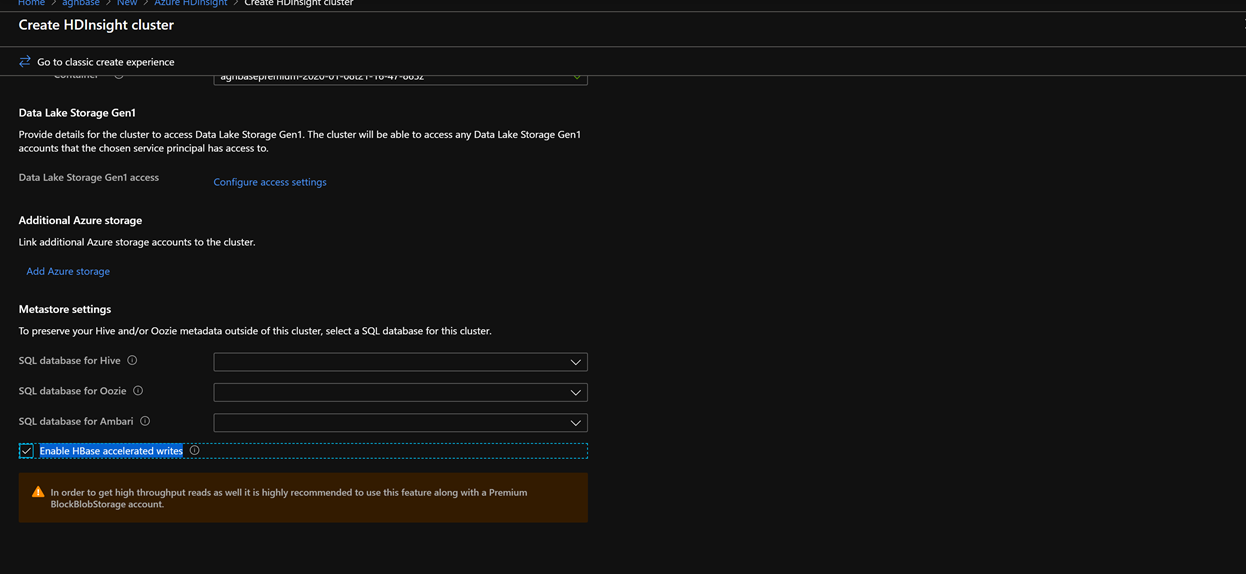 Home > aghbase > New > Azure HDInsight > Create HDInsight cluster
Create HDInsight cluster
Go to classic create experience
Container
aghbasepremium-2020-01-08t21-16-47-863z
Data Lake Storage Gen1
Provide details for the cluster to access Data Lake Storage Gen1. The cluster will be able to access any Data Lake Storage Gen1
accounts that the chosen service principal has access to.
Data Lake Storage Gen1 access
Configure access settings
Additional Azure storage
Link additional Azure storage accounts to the cluster.
Add Azure storage
Metastore settings
To preserve your Hive and/or Oozie metadata outside of this cluster, select a SQL database for this cluster.
SQL database for Hive
SQL database for Oozie
SQL database for Ambari
Enable HBase accelerated writes
In order to get high throughput reads as well it is highly recommended to use this feature along with a Premium
BlockBlobStorage account.